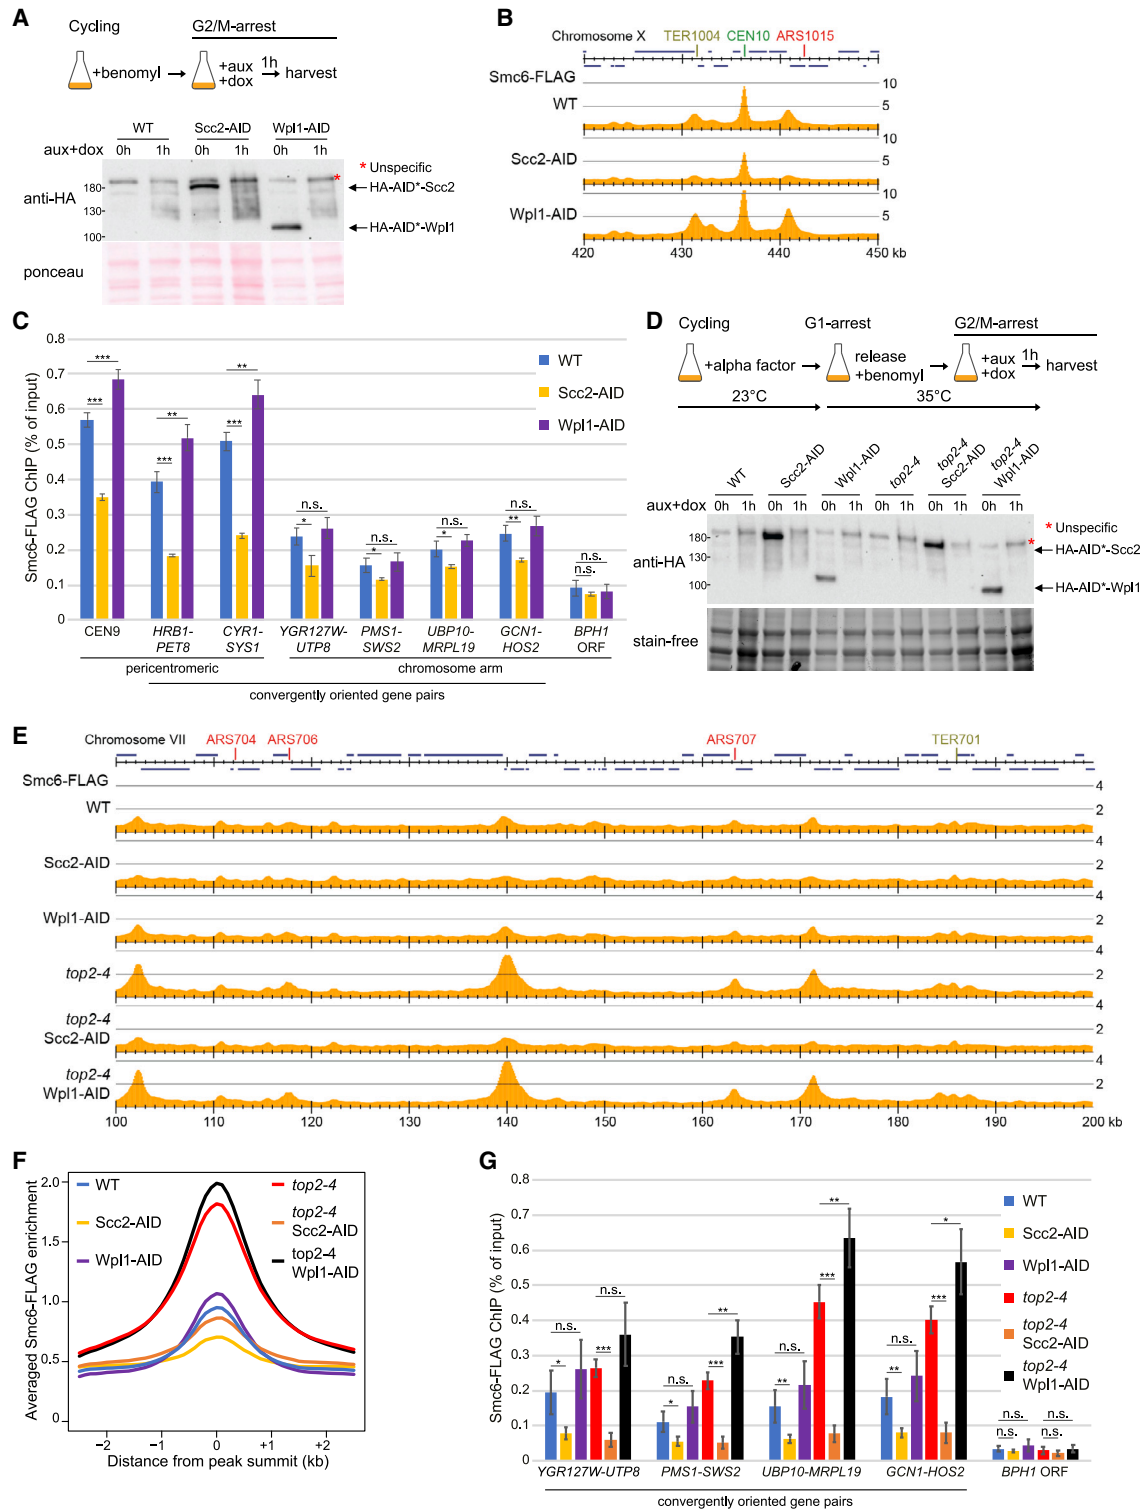 A
Cycling
G2/M-arrest
+benomyl
+aux
+dox
1h
harvest
WT
Scc2-AID
Wpl1-AID
aux+dox
0h 1h 0h 1h 0h 1h
anti-HA
180
130
100
* Unspecific
*
HA-AID*-Scc2
HA-AID*-Wpl1
ponceau
B
Chromosome X
TER1004
CEN10
ARS1015
Smc6-FLAG
WT
Scc2-AID
Wpl1-AID
10
5
10
5
10
5
420 430 440 450 kb
C
Smc6-FLAG ChIP (% of input)
0.8
0.7
0.6
0.5
0.4
0.3
0.2
0.1
0
WT
Scc2-AID
Wpl1-AID
*** *** ** *** ** ***
n.s. * n.s. * n.s. * n.s. ** n.s. n.s.
CEN9
HRB1-PET8
CYR1-SYS1
YGR127W-UTP8
PMS1-SWS2
UBP10-MRPL19
GCN1-HOS2
BPH1 ORF
pericentromeric
chromosome arm
convergently oriented gene pairs
D
Cycling
G1-arrest
G2/M-arrest
+alpha factor
release
+benomyl
+aux
+dox
1h
harvest
23°C
35°C
WT
Scc2-AID
Wpl1-AID
top2-4
top2-4 Scc2-AID
top2-4 Wpl1-AID
aux+dox
0h 1h 0h 1h 0h 1h 0h 1h 0h 1h 0h 1h
anti-HA
180
130
100
* Unspecific
*
HA-AID*-Scc2
HA-AID*-Wpl1
stain-free
E
Chromosome VII
ARS704
ARS706
ARS707
TER701
Smc6-FLAG
WT
Scc2-AID
Wpl1-AID
top2-4
top2-4
Scc2-AID
top2-4
Wpl1-AID
4
2
4
2
4
2
4
2
4
2
4
2
100 110 120 130 140 150 160 170 180 190 200 kb
F
Averaged Smc6-FLAG enrichment
2.0
1.5
1.0
0.5
0
WT
Scc2-AID
Wpl1-AID
top2-4
top2-4
Scc2-AID
top2-4
Wpl1-AID
−2 −1 0 +1 +2
Distance from peak summit (kb)
G
Smc6-FLAG ChIP (% of input)
0.8
0.7
0.6
0.5
0.4
0.3
0.2
0.1
0
WT
Scc2-AID
Wpl1-AID
top2-4
top2-4
Scc2-AID
top2-4
Wpl1-AID
n.s. * n.s. ***
n.s. * ** ***
n.s. ** ** ***
n.s. ** * ***
n.s. n.s. n.s. n.s.
YGR127W-UTP8
PMS1-SWS2
UBP10-MRPL19
GCN1-HOS2
BPH1 ORF
convergently oriented gene pairs